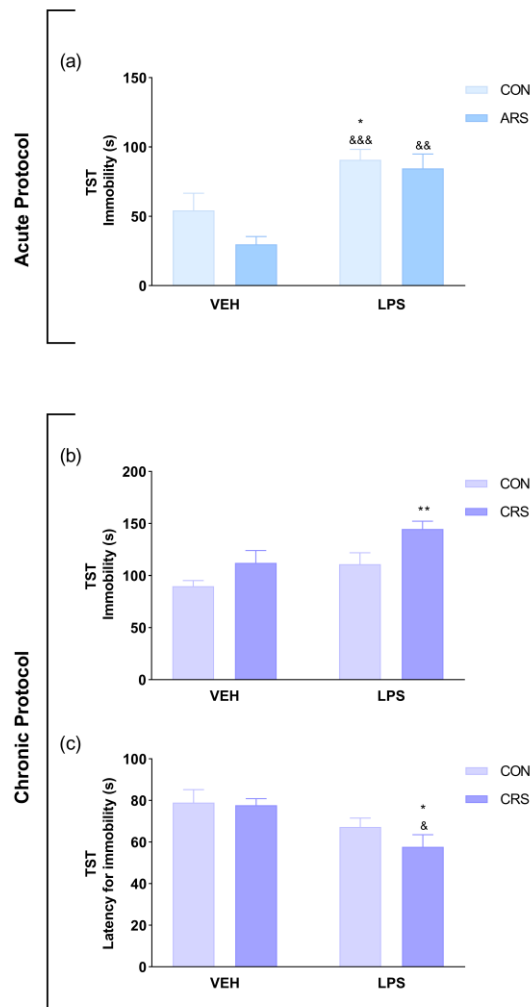 Acute Protocol
(a)
TST
Immobility (s)
150
100
50
0
*
&&&
&&
VEH
LPS
CON
ARS
Chronic Protocol
(b)
TST
Immobility (s)
200
150
100
50
0
**
VEH
LPS
CON
CRS
(c)
TST
Latency for immobility (s)
100
80
60
40
20
0
*
&
VEH
LPS
CON
CRS